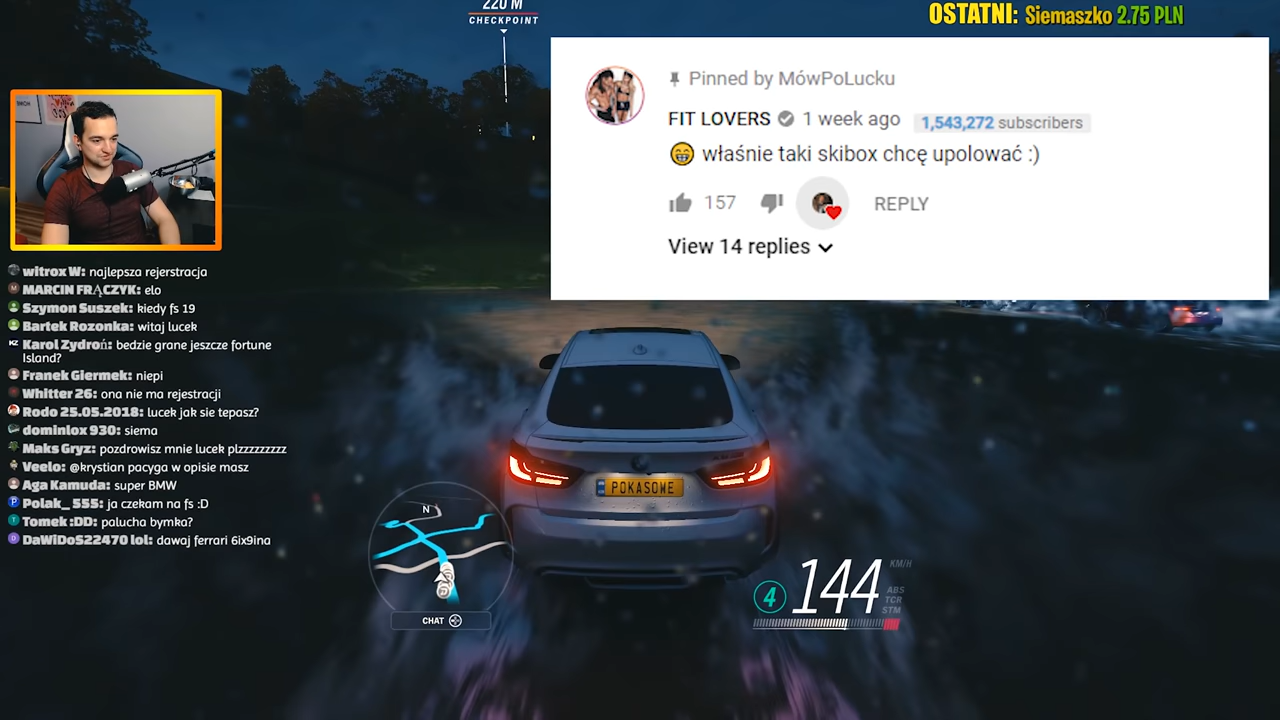 220 M
CHECKPOINT
OSTATNI: Siemaszko 2.75 PLN
Pinned by MówPoLucku
FIT LOVERS 1 week ago 1,543,272 subscribers
😁 właśnie taki skibox chcę upolować :)
157 REPLY
View 14 replies
witrox W: najlepsza rejerstracja
MARCIN FRĄCZYK: elo
Szymon Suszek: kiedy fs 19
Bartek Rozonka: witaj lucek
Karol Zydroń: bedzie grane jeszcze fortune
Island?
Franek Giermek: niepi
Whitter 26: ona nie ma rejestracji
Rodo 25.05.2018: lucek jak sie tepasz?
dominlox 930: siema
Maks Gryz: pozdrowisz mnie lucek plzzzzzzzzz
Veelo: @krystian pacyga w opisie masz
Aga Kamuda: super BMW
Polak_ 555: ja czekam na fs :D
Tomek :DD: palucha bymka?
DaWiDoS22470 lol: dawaj ferrari 6ix9ina
POKASOWE
N
CHAT
4 144 KM/H
ABS
TCR
STM